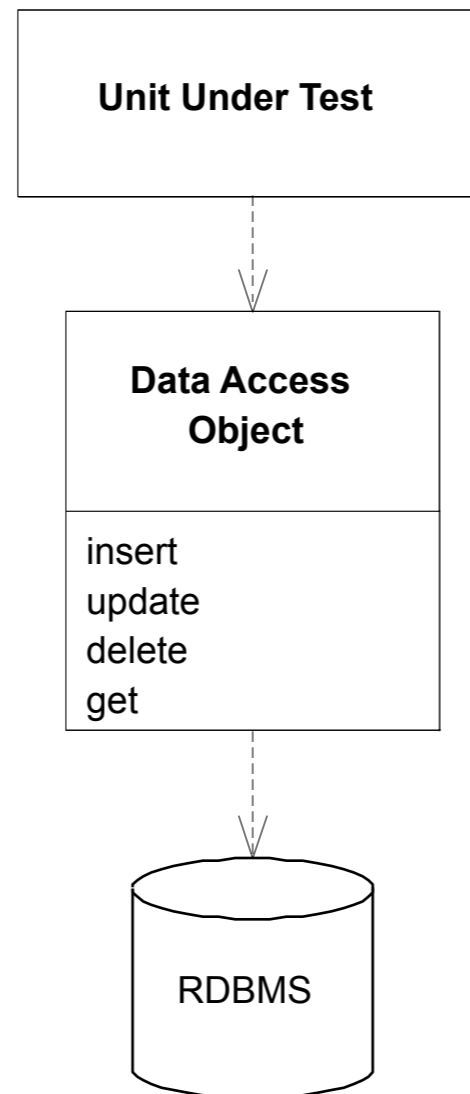 Unit Under Test
Data Access
Object
insert
update
delete
get
RDBMS